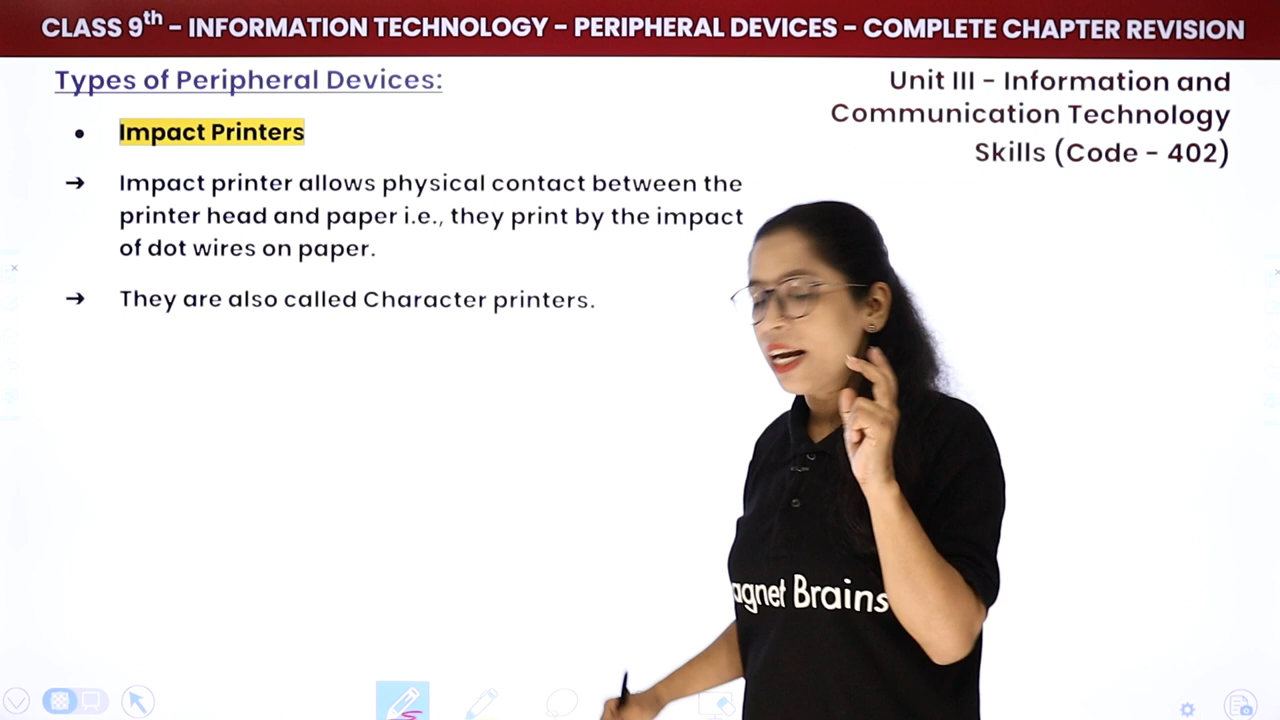 CLASS 9th – INFORMATION TECHNOLOGY – PERIPHERAL DEVICES – COMPLETE CHAPTER REVISION
Types of Peripheral Devices:
Unit III – Information and
Communication Technology
Skills (Code – 402)
• Impact Printers
→ Impact printer allows physical contact between the
printer head and paper i.e., they print by the impact
of dot wires on paper.
→ They are also called Character printers.
agnet Brains